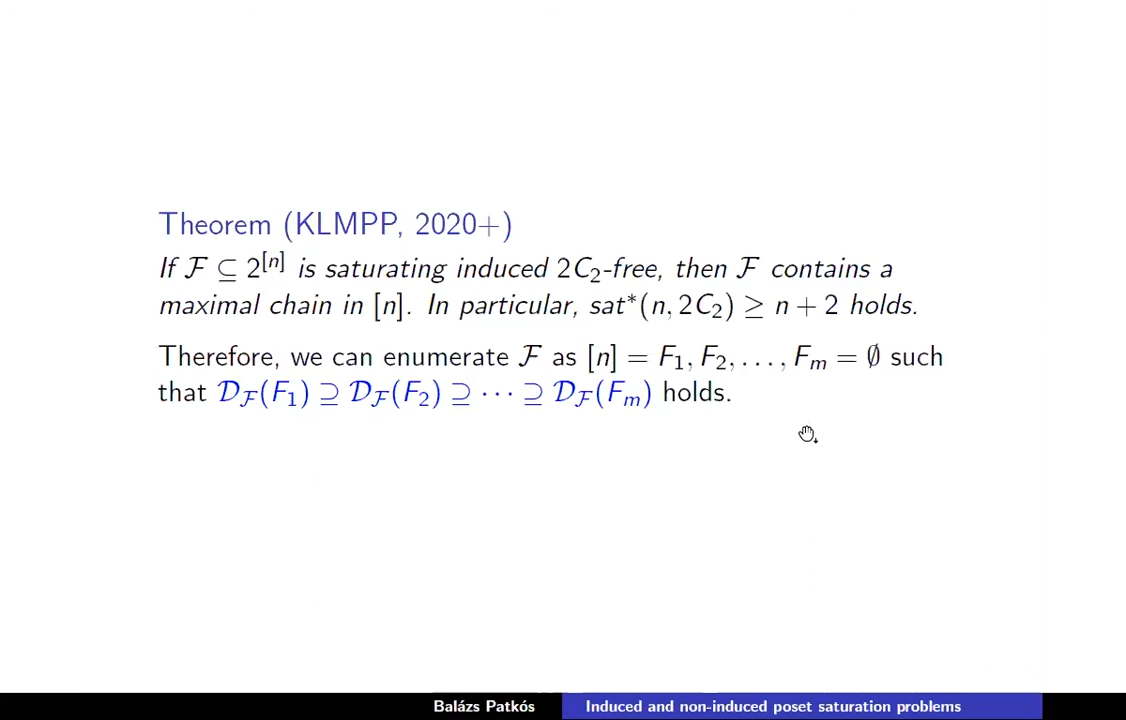 Theorem (KLMPP, 2020+)
If ℱ ⊆ 2^[n] is saturating induced 2C₂-free, then ℱ contains a
maximal chain in [n]. In particular, sat*(n, 2C₂) ≥ n + 2 holds.
Therefore, we can enumerate ℱ as [n] = F₁, F₂, . . . , Fₘ = ∅ such
that 𝒟_ℱ(F₁) ⊇ 𝒟_ℱ(F₂) ⊇ · · · ⊇ 𝒟_ℱ(Fₘ) holds.
Balázs Patkós Induced and non-induced poset saturation problems